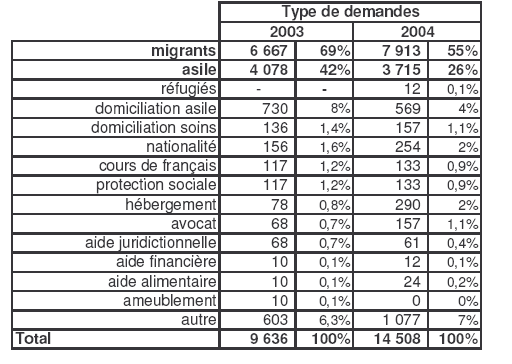 Type de demandes
2003 2004
migrants 6 667 69% 7 913 55%
asile 4 078 42% 3 715 26%
réfugiés - - 12 0,1%
domiciliation asile 730 8% 569 4%
domiciliation soins 136 1,4% 157 1,1%
nationalité 156 1,6% 254 2%
cours de français 117 1,2% 133 0,9%
protection sociale 117 1,2% 133 0,9%
hébergement 78 0,8% 290 2%
avocat 68 0,7% 157 1,1%
aide juridictionnelle 68 0,7% 61 0,4%
aide financière 10 0,1% 12 0,1%
aide alimentaire 10 0,1% 24 0,2%
ameublement 10 0,1% 0 0%
autre 603 6,3% 1 077 7%
Total 9 636 100% 14 508 100%